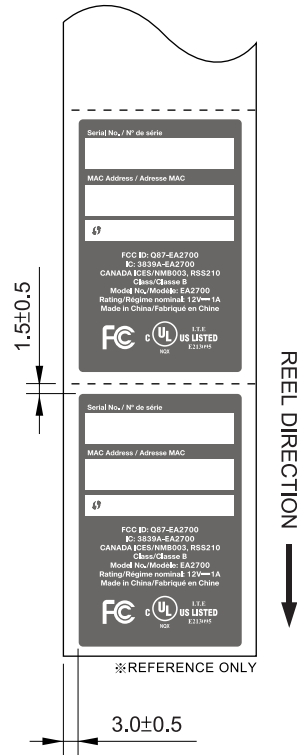 Serial No. / N° de série
MAC Address / Adresse MAC
FCC ID: Q87-EA2700
IC: 3839A-EA2700
CANADA ICES/NMB003, RSS210
Class/Classe B
Model No./Modèle: EA2700
Rating/Régime nominal: 12V⎓1A
Made in China/Fabriqué en Chine
FC C UL US LISTED
I.T.E
E213095
NQX
1.5±0.5
Serial No. / N° de série
MAC Address / Adresse MAC
FCC ID: Q87-EA2700
IC: 3839A-EA2700
CANADA ICES/NMB003, RSS210
Class/Classe B
Model No./Modèle: EA2700
Rating/Régime nominal: 12V⎓1A
Made in China/Fabriqué en Chine
FC C UL US LISTED
I.T.E
E213095
NQX
REEL DIRECTION
※REFERENCE ONLY
3.0±0.5